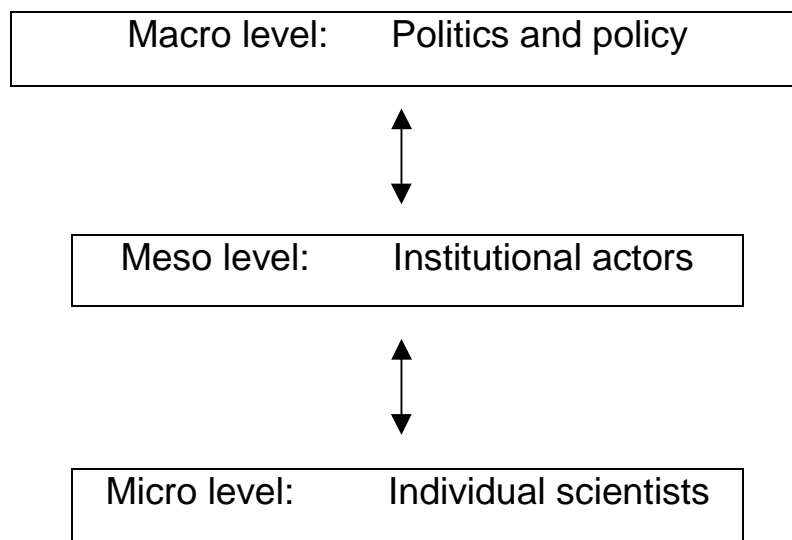 Macro level: Politics and policy
Meso level: Institutional actors
Micro level: Individual scientists